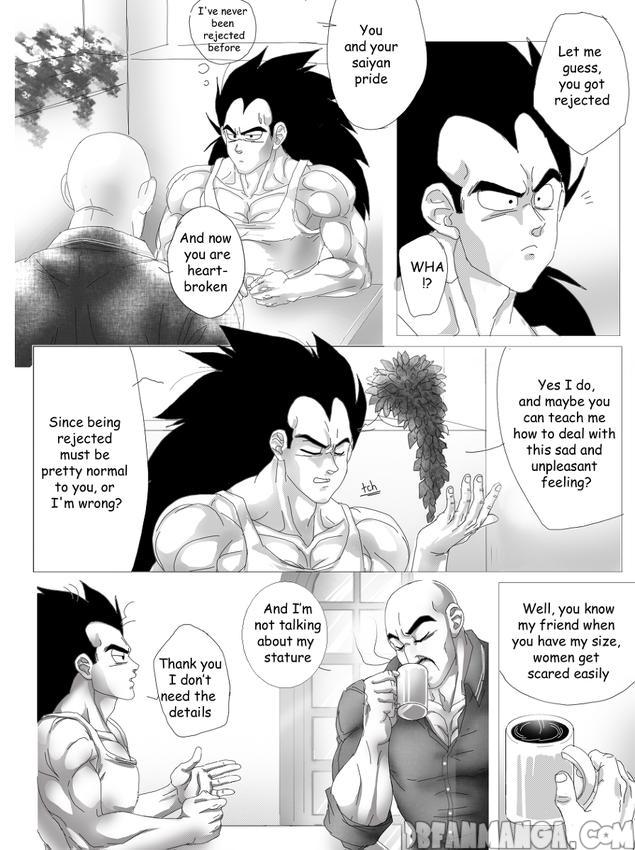 Let me
guess,
you got
rejected
WHA
!?
You
and your
saiyan
pride
I've never
been
rejected
before
And now
you are
heart-
broken
Yes I do,
and maybe you
can teach me
how to deal with
this sad and
unpleasant
feeling?
tch
Since being
rejected
must be
pretty normal
to you, or
I'm wrong?
Well, you know
my friend when
you have my size,
women get
scared easily
And I'm
not talking
about my
stature
Thank you
I don't
need the
details
DBFANMANGA.COM